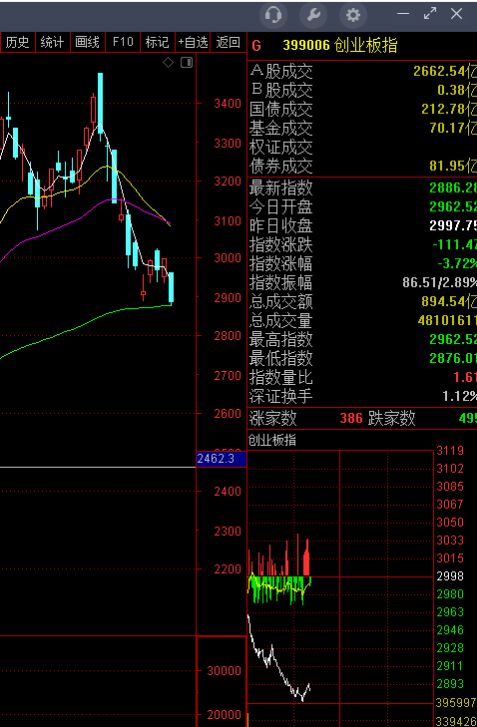 历史 统计 画线 F10 标记 +自选 返回
G 399006 创业板指
A股成交 2662.54亿
B股成交 0.38亿
国债成交 212.78亿
基金成交 70.17亿
权证成交
债券成交 81.95亿
最新指数 2886.28
今日开盘 2962.52
昨日收盘 2997.75
指数涨跌 -111.47
指数涨幅 -3.72%
指数振幅 86.51/2.89%
总成交额 894.54亿
总成交量 48101611
最高指数 2962.52
最低指数 2876.01
指数量比 1.61
深证换手 1.12%
涨家数 386 跌家数 495
创业板指
3400
3300
3200
3100
3000
2900
2800
2700
2600
2462.3
2400
2300
2200
30000
20000
3119
3102
3085
3067
3050
3033
3015
2998
2980
2963
2946
2928
2911
2893
395997
339426